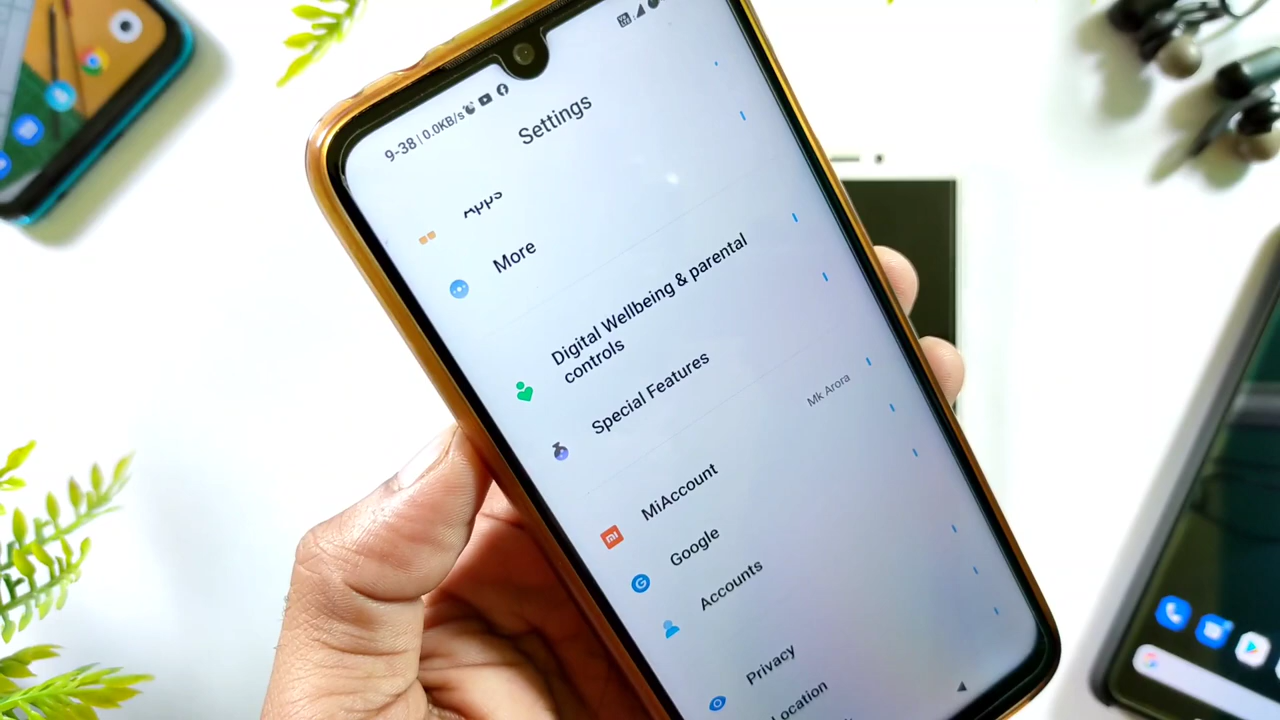 9-38 | 0.0KB/s
Settings
Apps
More
Digital Wellbeing & parental
controls
Special Features
Mk Arora
mi
MiAccount
G
Google
Accounts
Privacy
Location